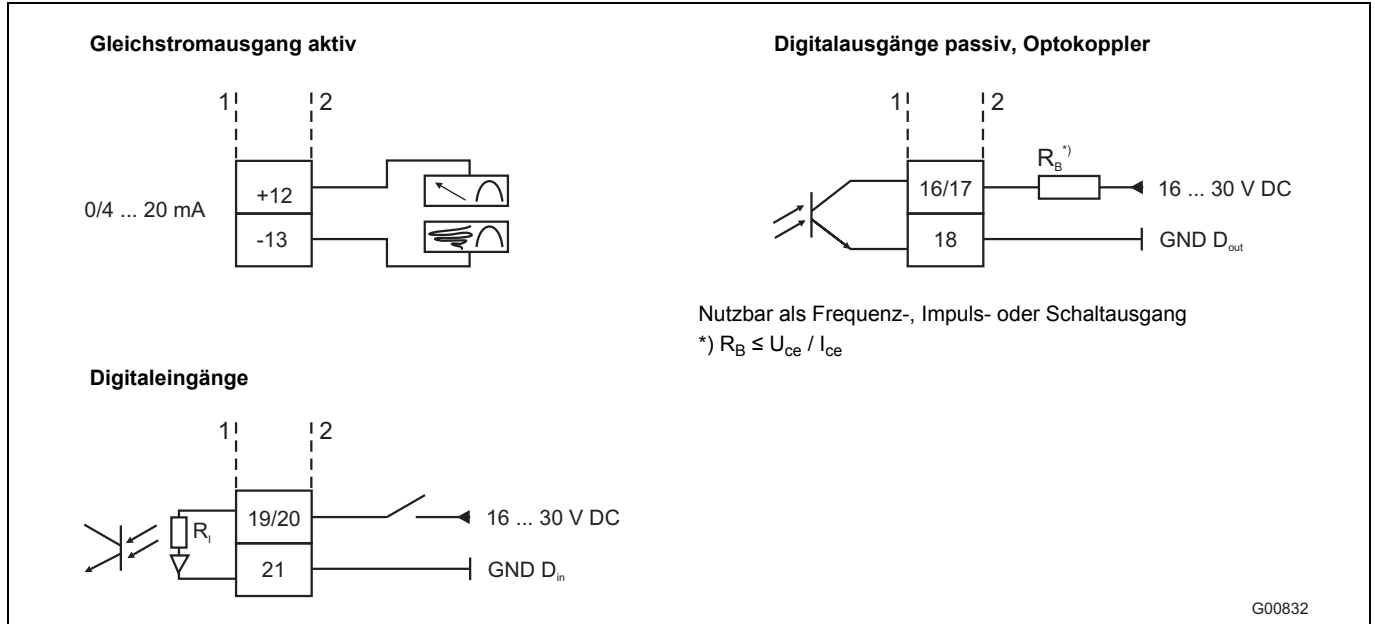 Gleichstromausgang aktiv
1 2
0/4 ... 20 mA
+12
-13
Digitalausgänge passiv, Optokoppler
1 2
R_B *)
16/17
16 ... 30 V DC
18
GND D_out
Nutzbar als Frequenz-, Impuls- oder Schaltausgang
*) R_B ≤ U_ce / I_ce
Digitaleingänge
1 2
R_I
19/20
16 ... 30 V DC
21
GND D_in
G00832